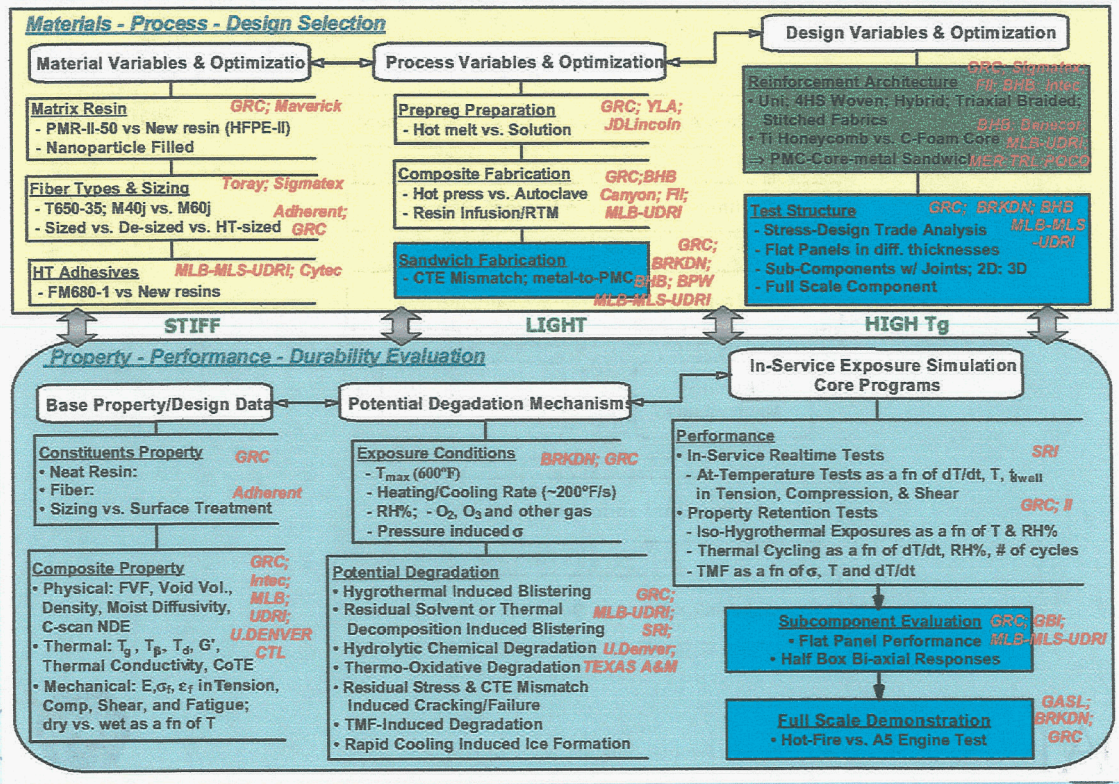 Materials - Process - Design Selection
Material Variables & Optimizatio
Process Variables & Optimization
Design Variables & Optimization
Matrix Resin
GRC; Maverick
- PMR-II-50 vs New resin (HFPE-II)
- Nanoparticle Filled
Fiber Types & Sizing
Toray; Sigmatex
- T650-35; M40j vs. M60j
Adherent;
- Sized vs. De-sized vs. HT-sized
GRC
HT Adhesives
MLB-MLS-UDRI; Cytec
- FM680-1 vs New resins
Prepreg Preparation
GRC; YLA;
- Hot melt vs. Solution
JDLincoln
Composite Fabrication
GRC;BHB
- Hot press vs. Autoclave
Canyon; FII;
- Resin Infusion/RTM
MLB-UDRI
Sandwich Fabrication
GRC;
BRKDN;
- CTE Mismatch; metal-to-PMC
BHB; BPW
MLB-MLS-UDRI
Reinforcement Architecture
GRC; Sigmatex
FII; BHB; Intec
• Uni; 4HS Woven; Hybrid; Triaxial Braided;
Stitched Fabrics
BHB;
• Ti Honeycomb vs. C-Foam Core
MLB-UDRI;
⇒ PMC-Core-metal Sandwich
MER-TRI;
Test Structure
GRC; BRKDN; BHB
MLB-MLS
-UDRI
- Stress-Design Trade Analysis
- Flat Panels in diff. thicknesses
- Sub-Components w/ Joints; 2D: 3D
- Full Scale Component
STIFF
LIGHT
HIGH Tg
Property - Performance - Durability Evaluation
Base Property/Design Data
Potential Degadation Mechanisms
In-Service Exposure Simulation
Core Programs
Constituents Property
GRC
• Neat Resin:
• Fiber:
Adherent
• Sizing vs. Surface Treatment
Composite Property
GRC;
Intec;
MLB;
UDRI;
U.DENVER
CTL
• Physical: FVF, Void Vol.,
Density, Moist Diffusivity,
C-scan NDE
• Thermal: Tg , Tβ, Td, G',
Thermal Conductivity, CoTE
• Mechanical: E,σf, εf in Tension,
Comp, Shear, and Fatigue;
dry vs. wet as a fn of T
Exposure Conditions
BRKDN; GRC
- Tmax (600ºF)
- Heating/Cooling Rate (~200ºF/s)
- RH%; - O2, O3 and other gas
- Pressure induced σ
Potential Degradation
• Hygrothermal Induced Blistering
GRC;
• Residual Solvent or Thermal
MLB-UDRI;
Decomposition Induced Blistering
SRI;
• Hydrolytic Chemical Degradation
U.Denver;
• Thermo-Oxidative Degradation
TEXAS A&M
• Residual Stress & CTE Mismatch
Induced Cracking/Failure
• TMF-Induced Degradation
• Rapid Cooling Induced Ice Formation
Performance
• In-Service Realtime Tests
SRI
- At-Temperature Tests as a fn of dT/dt, T,
in Tension, Compression, & Shear
• Property Retention Tests
GRC;
- Iso-Hygrothermal Exposures as a fn of T & RH%
- Thermal Cycling as a fn of dT/dt, RH%, # of cycles
- TMF as a fn of σ, T and dT/dt
Subcomponent Evaluation
GRC; GBI;
• Flat Panel Performance
MLB-MLS-UDRI
• Half Box Bi-axial Responses
Full Scale Demonstration
GASL;
BRKDN;
GRC
• Hot-Fire vs. A5 Engine Test